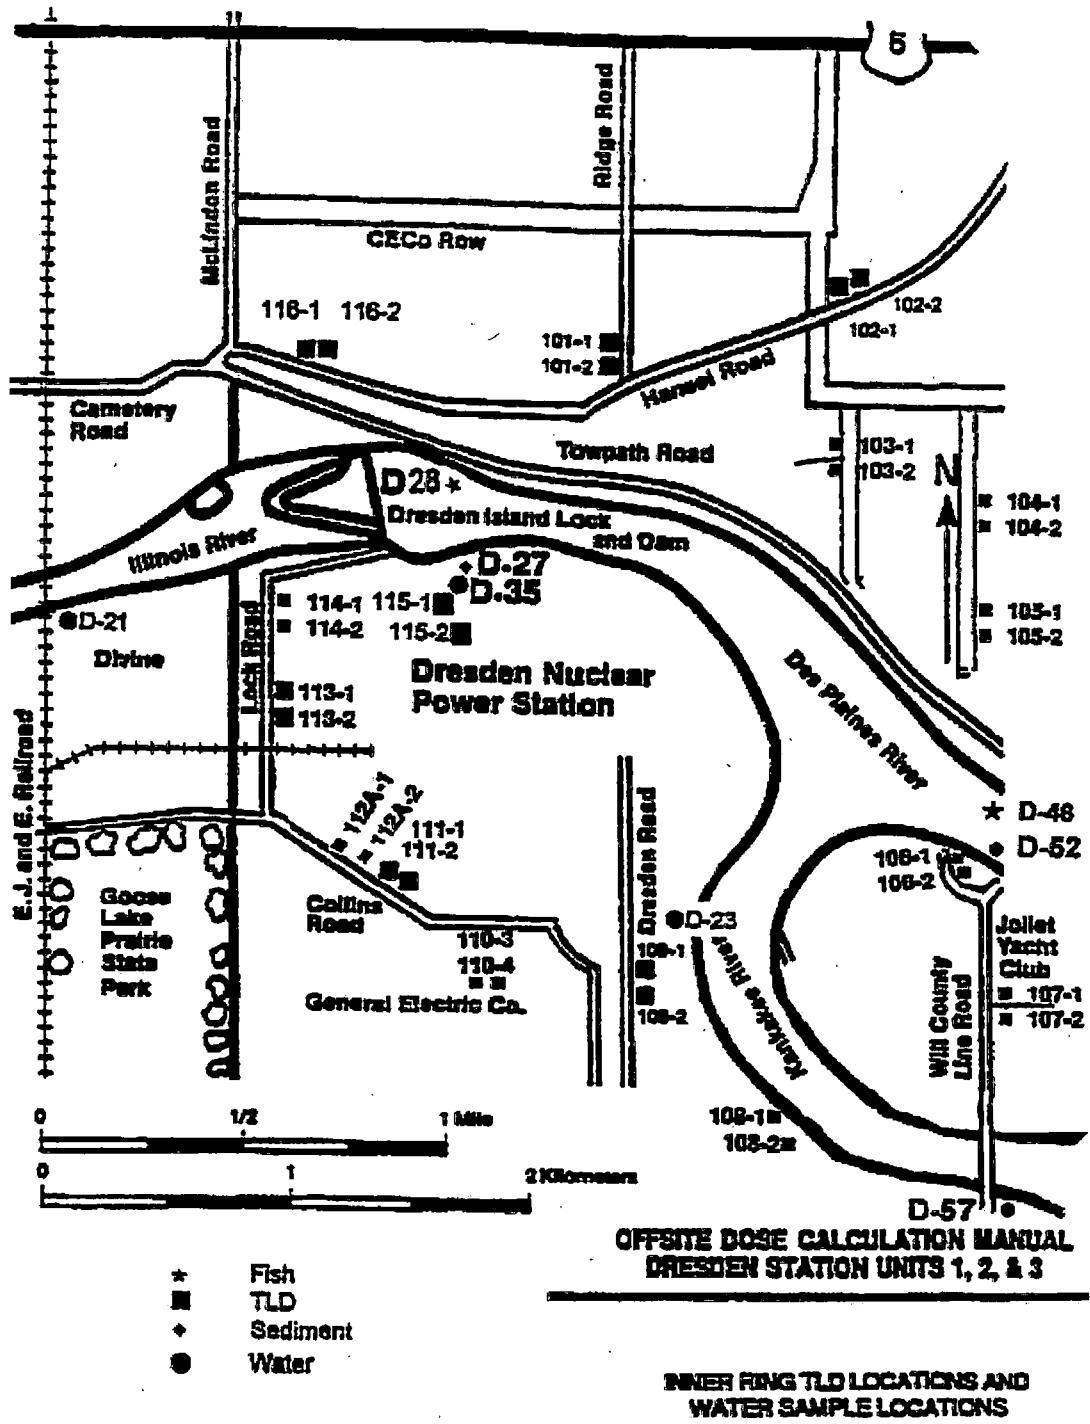 6
McLinden Road
Ridge Road
CECo Row
116-1 116-2
101-1
101-2
102-2
102-1
Hansel Road
Cemetery
Road
Towpath Road
103-1
103-2
N
104-1
104-2
D28
Dresden Island Lock
and Dam
Illinois River
D-27
D-35
114-1
114-2
115-1
115-2
105-1
105-2
D-21
Divine
Lock Road
Dresden Nuclear
Power Station
113-1
113-2
Des Plaines River
E.J. and E. Railroad
112A-1
112A-2
111-1
111-2
D-48
D-52
106-1
106-2
Goose
Lake
Prairie
State
Park
Collins
Road
Dresden Road
D-23
Joliet
Yacht
Club
110-3
110-4
General Electric Co.
109-1
109-2
Kankakee River
Will County
Line Road
107-1
107-2
108-1
108-2
0 1/2 1 Mile
0 1 2 Kilometers
D-57
OFFSITE DOSE CALCULATION MANUAL
DRESDEN STATION UNITS 1, 2, & 3
Fish
TLD
Sediment
Water
INNER RING TLD LOCATIONS AND
WATER SAMPLE LOCATIONS